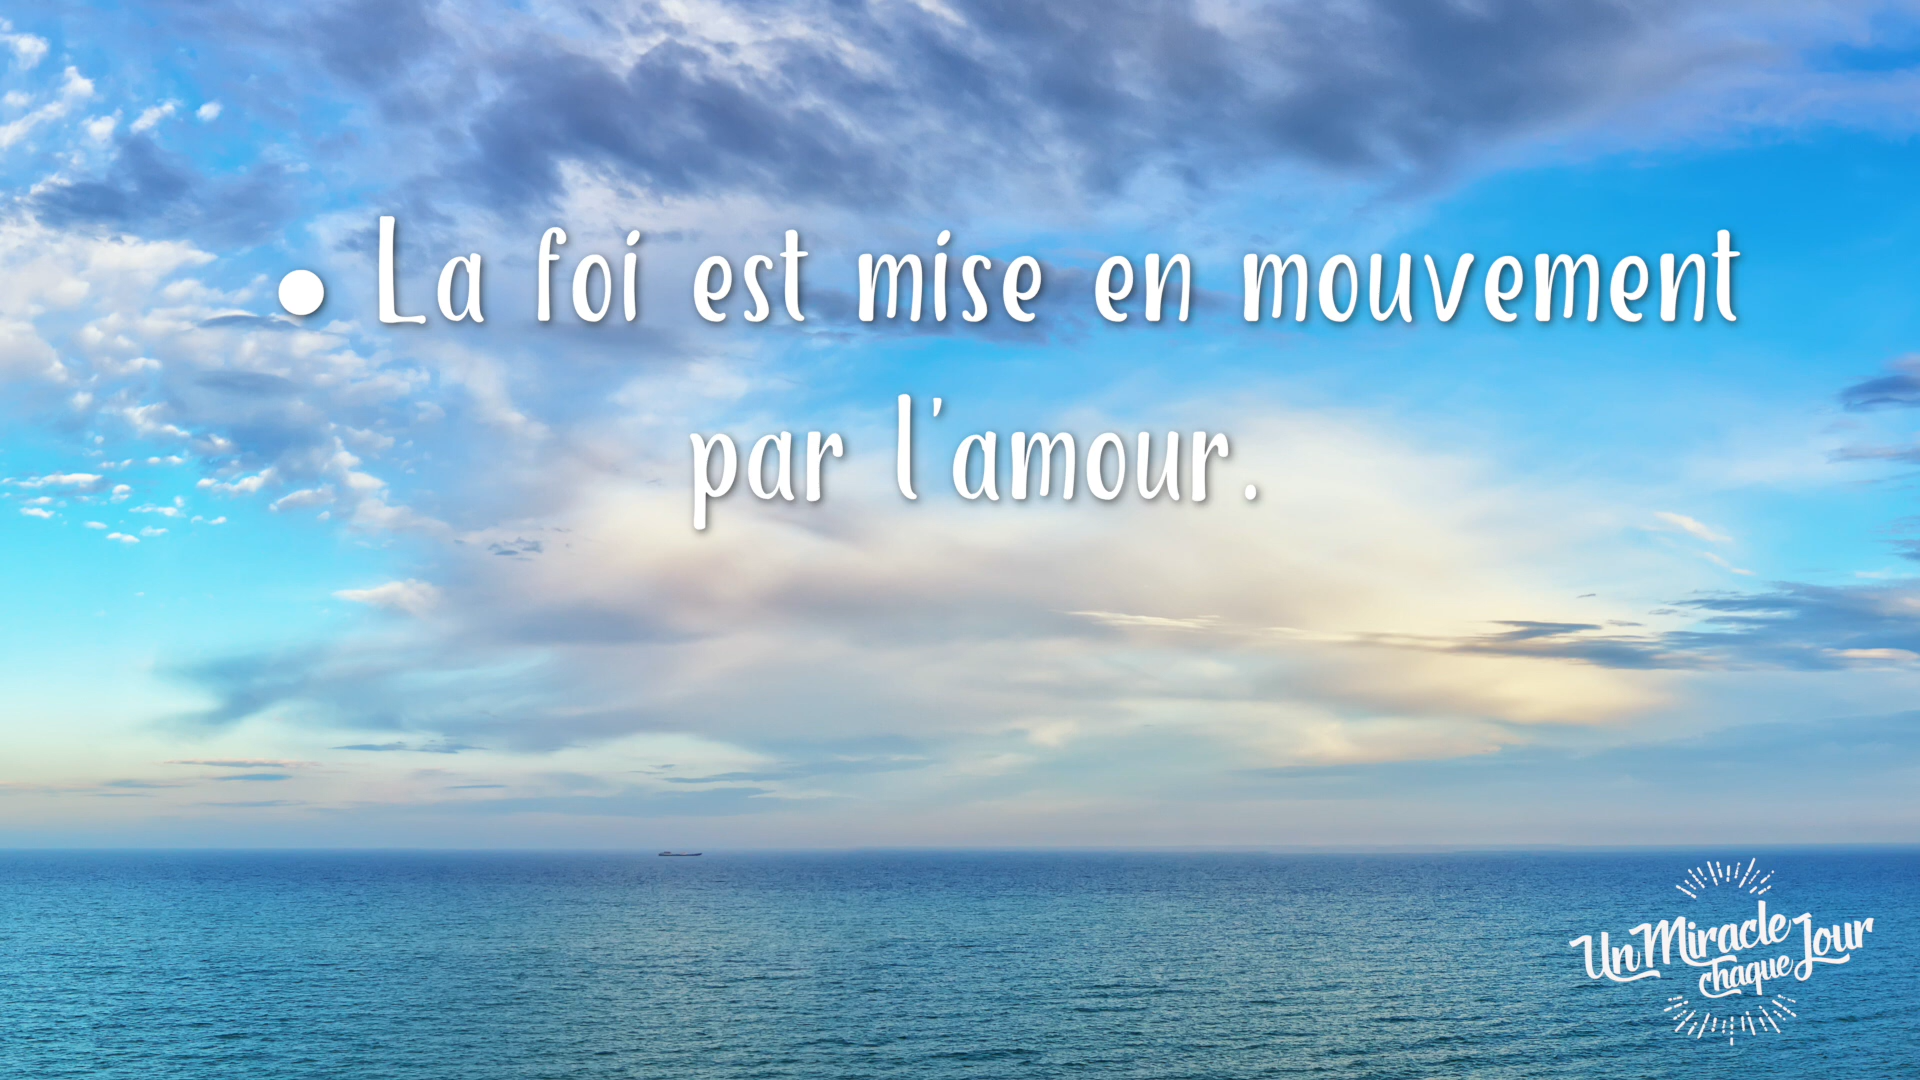 • La foi est mise en mouvement
par l'amour.
Un Miracle
chaque Jour